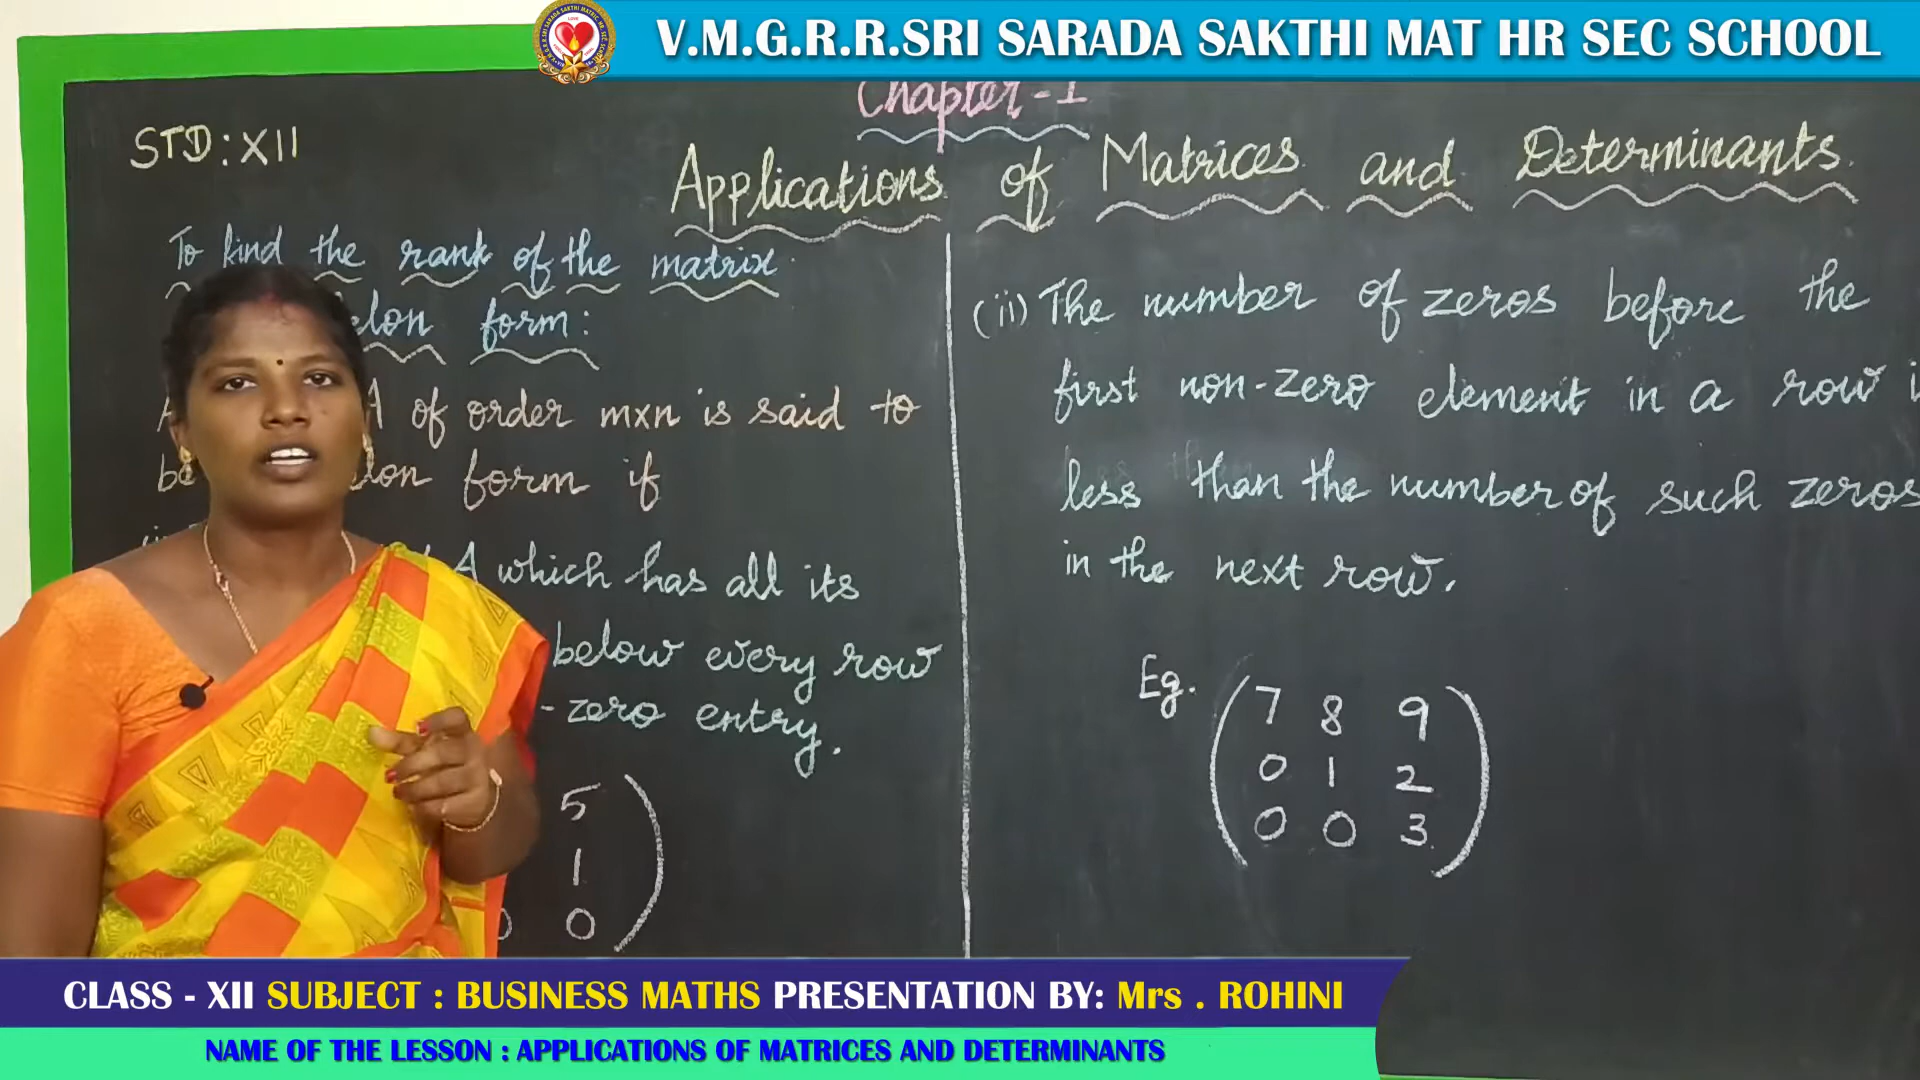 V.M.G.R.R.SRI SARADA SAKTHI MAT HR SEC SCHOOL
Chapter - I
STD : XII
Applications of Matrices and Determinants
To find the rank of the matrix
form :
A of order mxn is said to
be form if
A which has all its
below every row
- zero entry.
5
1
0 0
(ii) The number of zeros before the
first non-zero element in a row
less than the number of such zeros
in the next row.
Eg. 7 8 9
0 1 2
0 0 3
CLASS - XII SUBJECT : BUSINESS MATHS PRESENTATION BY: Mrs . ROHINI
NAME OF THE LESSON : APPLICATIONS OF MATRICES AND DETERMINANTS